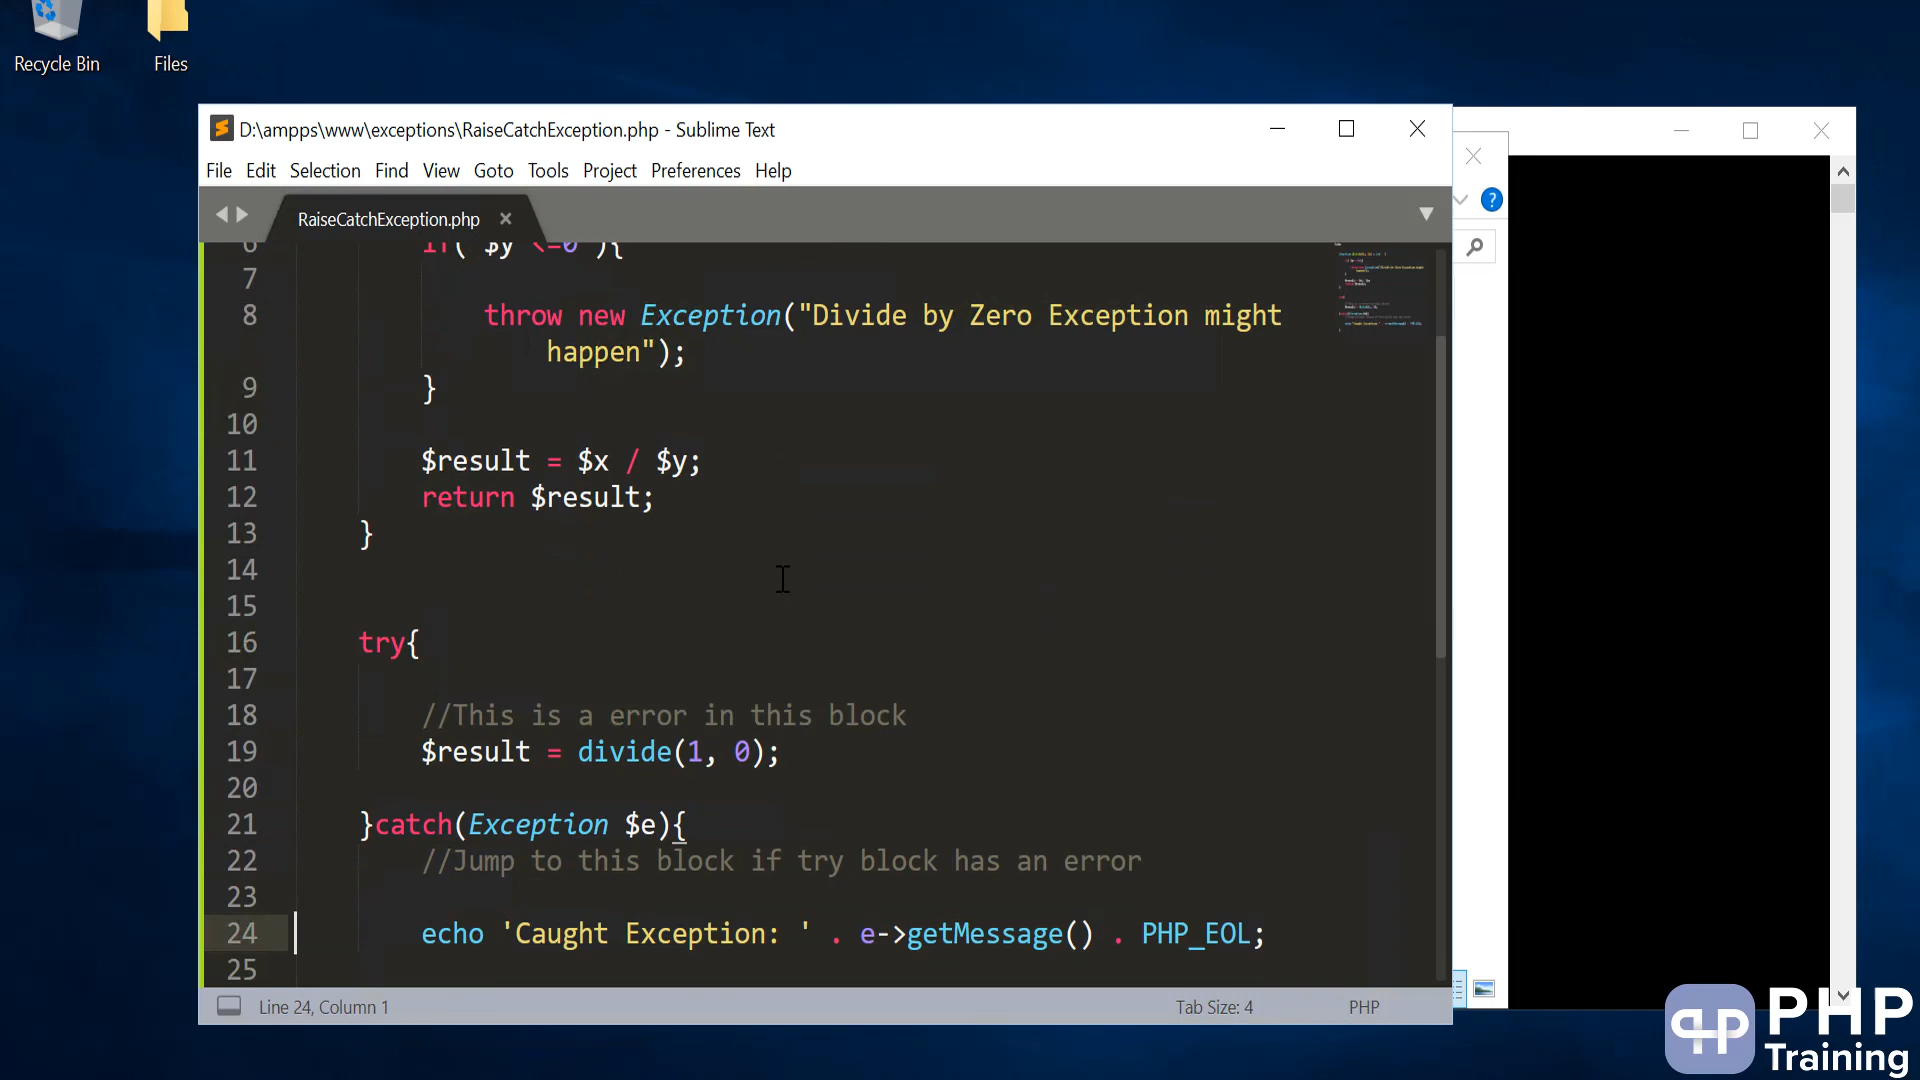 Recycle Bin
Files
D:\ampps\www\exceptions\RaiseCatchException.php - Sublime Text
File Edit Selection Find View Goto Tools Project Preferences Help
RaiseCatchException.php
6 if( $y <=0 ){
7
8 throw new Exception("Divide by Zero Exception might
happen");
9 }
10
11 $result = $x / $y;
12 return $result;
13 }
14
15
16 try{
17
18 //This is a error in this block
19 $result = divide(1, 0);
20
21 }catch(Exception $e){
22 //Jump to this block if try block has an error
23
24 echo 'Caught Exception: ' . e->getMessage() . PHP_EOL;
25
Line 24, Column 1
Tab Size: 4
PHP
PHP
Training